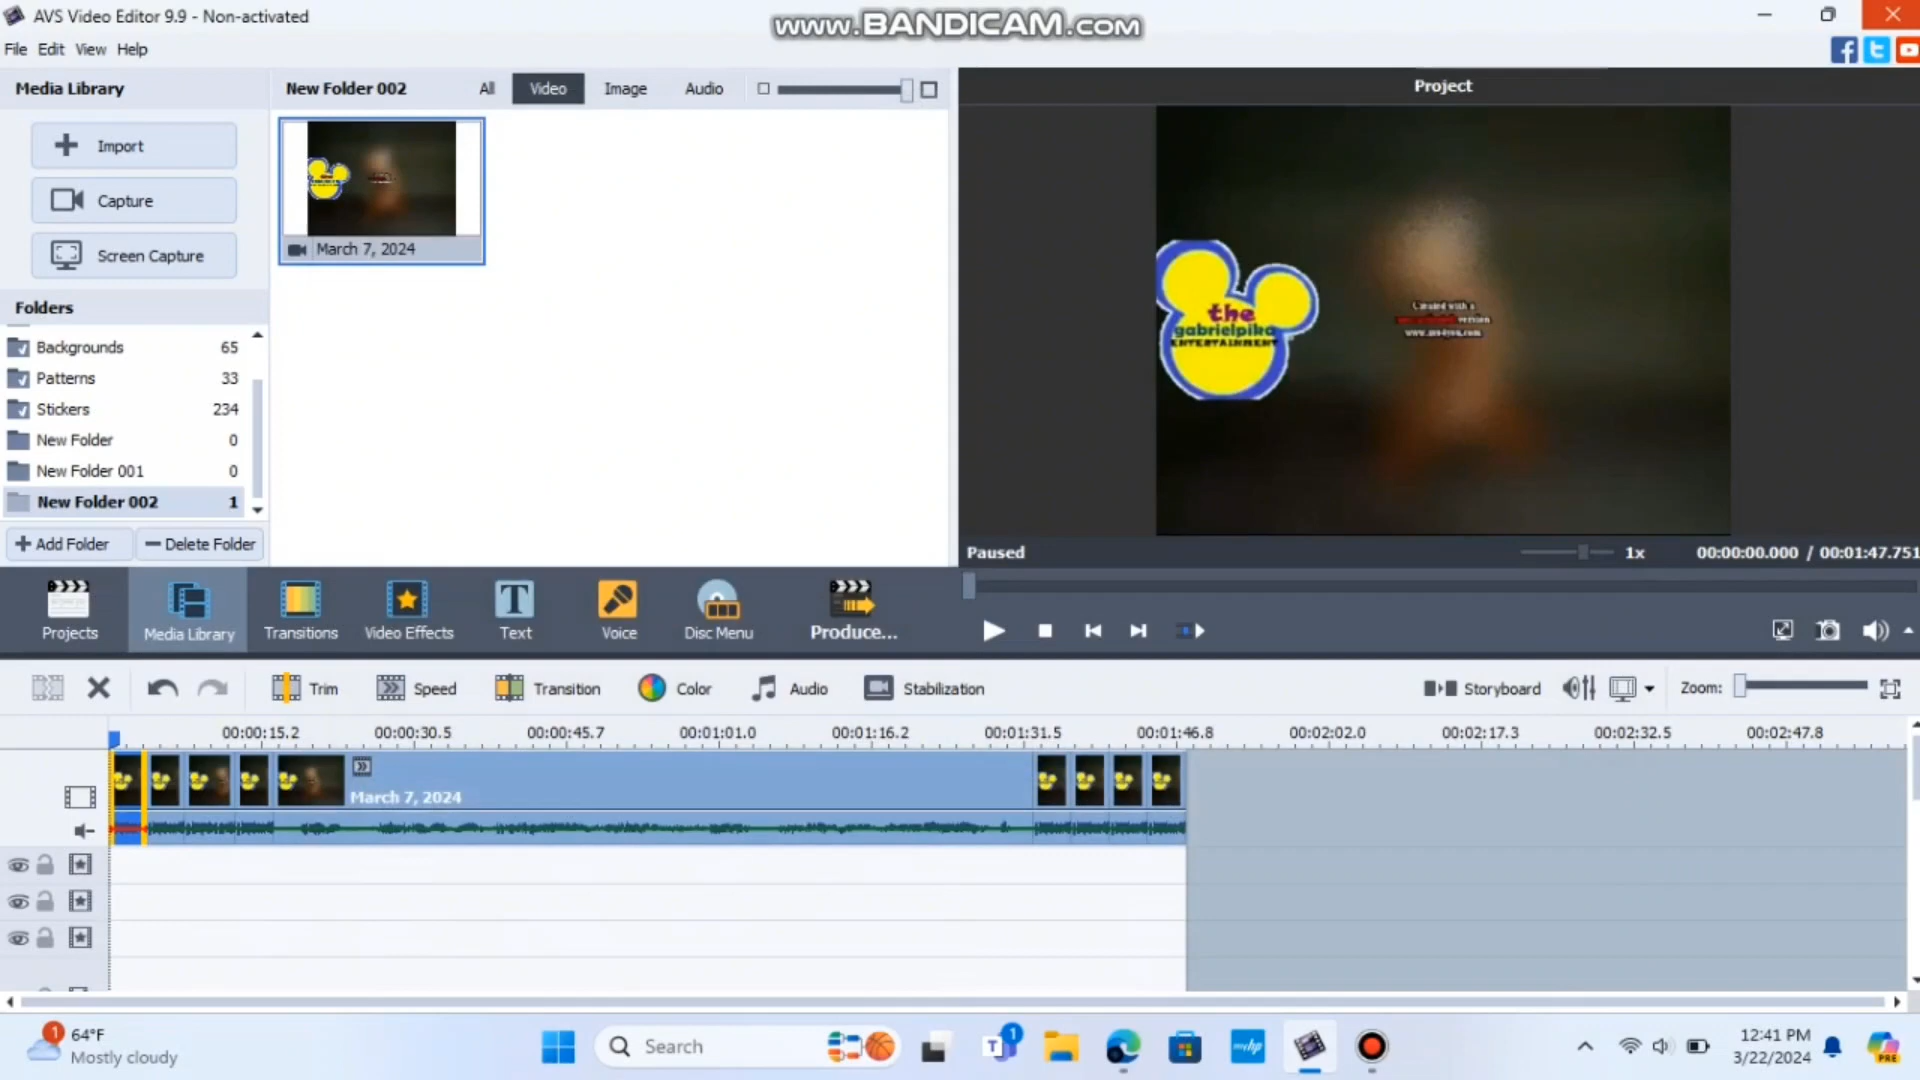 AVS Video Editor 9.9 - Non-activated
www.BANDICAM.com
File Edit View Help
Media Library
New Folder 002
All
Video
Image
Audio
Project
Import
Capture
Screen Capture
March 7, 2024
the
gabrielpika
ENTERTAINMENT
Created with a
version
Folders
Backgrounds 65
Patterns 33
Stickers 234
New Folder 0
New Folder 001 0
New Folder 002 1
Add Folder
Delete Folder
Paused
1x
00:00:00.000 / 00:01:47.751
Projects
Media Library
Transitions
Video Effects
Text
Voice
Disc Menu
Produce...
Trim
Speed
Transition
Color
Audio
Stabilization
Storyboard
Zoom:
00:00:15.2
00:00:30.5
00:00:45.7
00:01:01.0
00:01:16.2
00:01:31.5
00:01:46.8
00:02:02.0
00:02:17.3
00:02:32.5
00:02:47.8
March 7, 2024
1
64°F
Mostly cloudy
Search
T
1
myhp
12:41 PM
3/22/2024
PRE